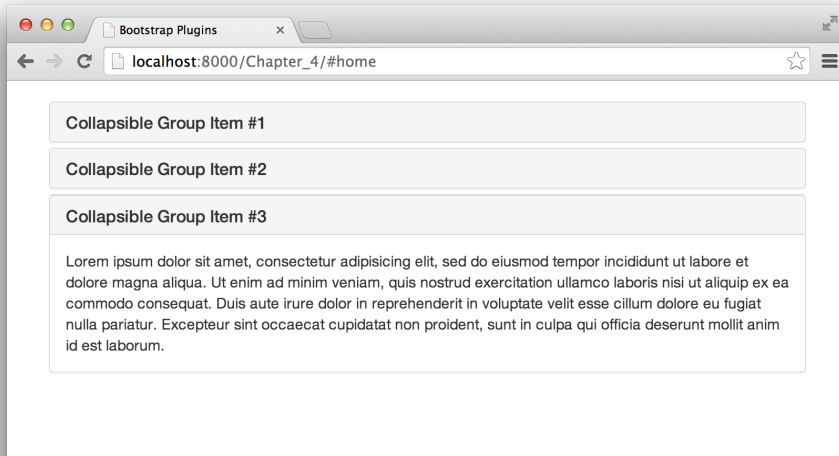 Bootstrap Plugins
localhost:8000/Chapter_4/#home
Collapsible Group Item #1
Collapsible Group Item #2
Collapsible Group Item #3
Lorem ipsum dolor sit amet, consectetur adipisicing elit, sed do eiusmod tempor incididunt ut labore et
dolore magna aliqua. Ut enim ad minim veniam, quis nostrud exercitation ullamco laboris nisi ut aliquip ex ea
commodo consequat. Duis aute irure dolor in reprehenderit in voluptate velit esse cillum dolore eu fugiat
nulla pariatur. Excepteur sint occaecat cupidatat non proident, sunt in culpa qui officia deserunt mollit anim
id est laborum.